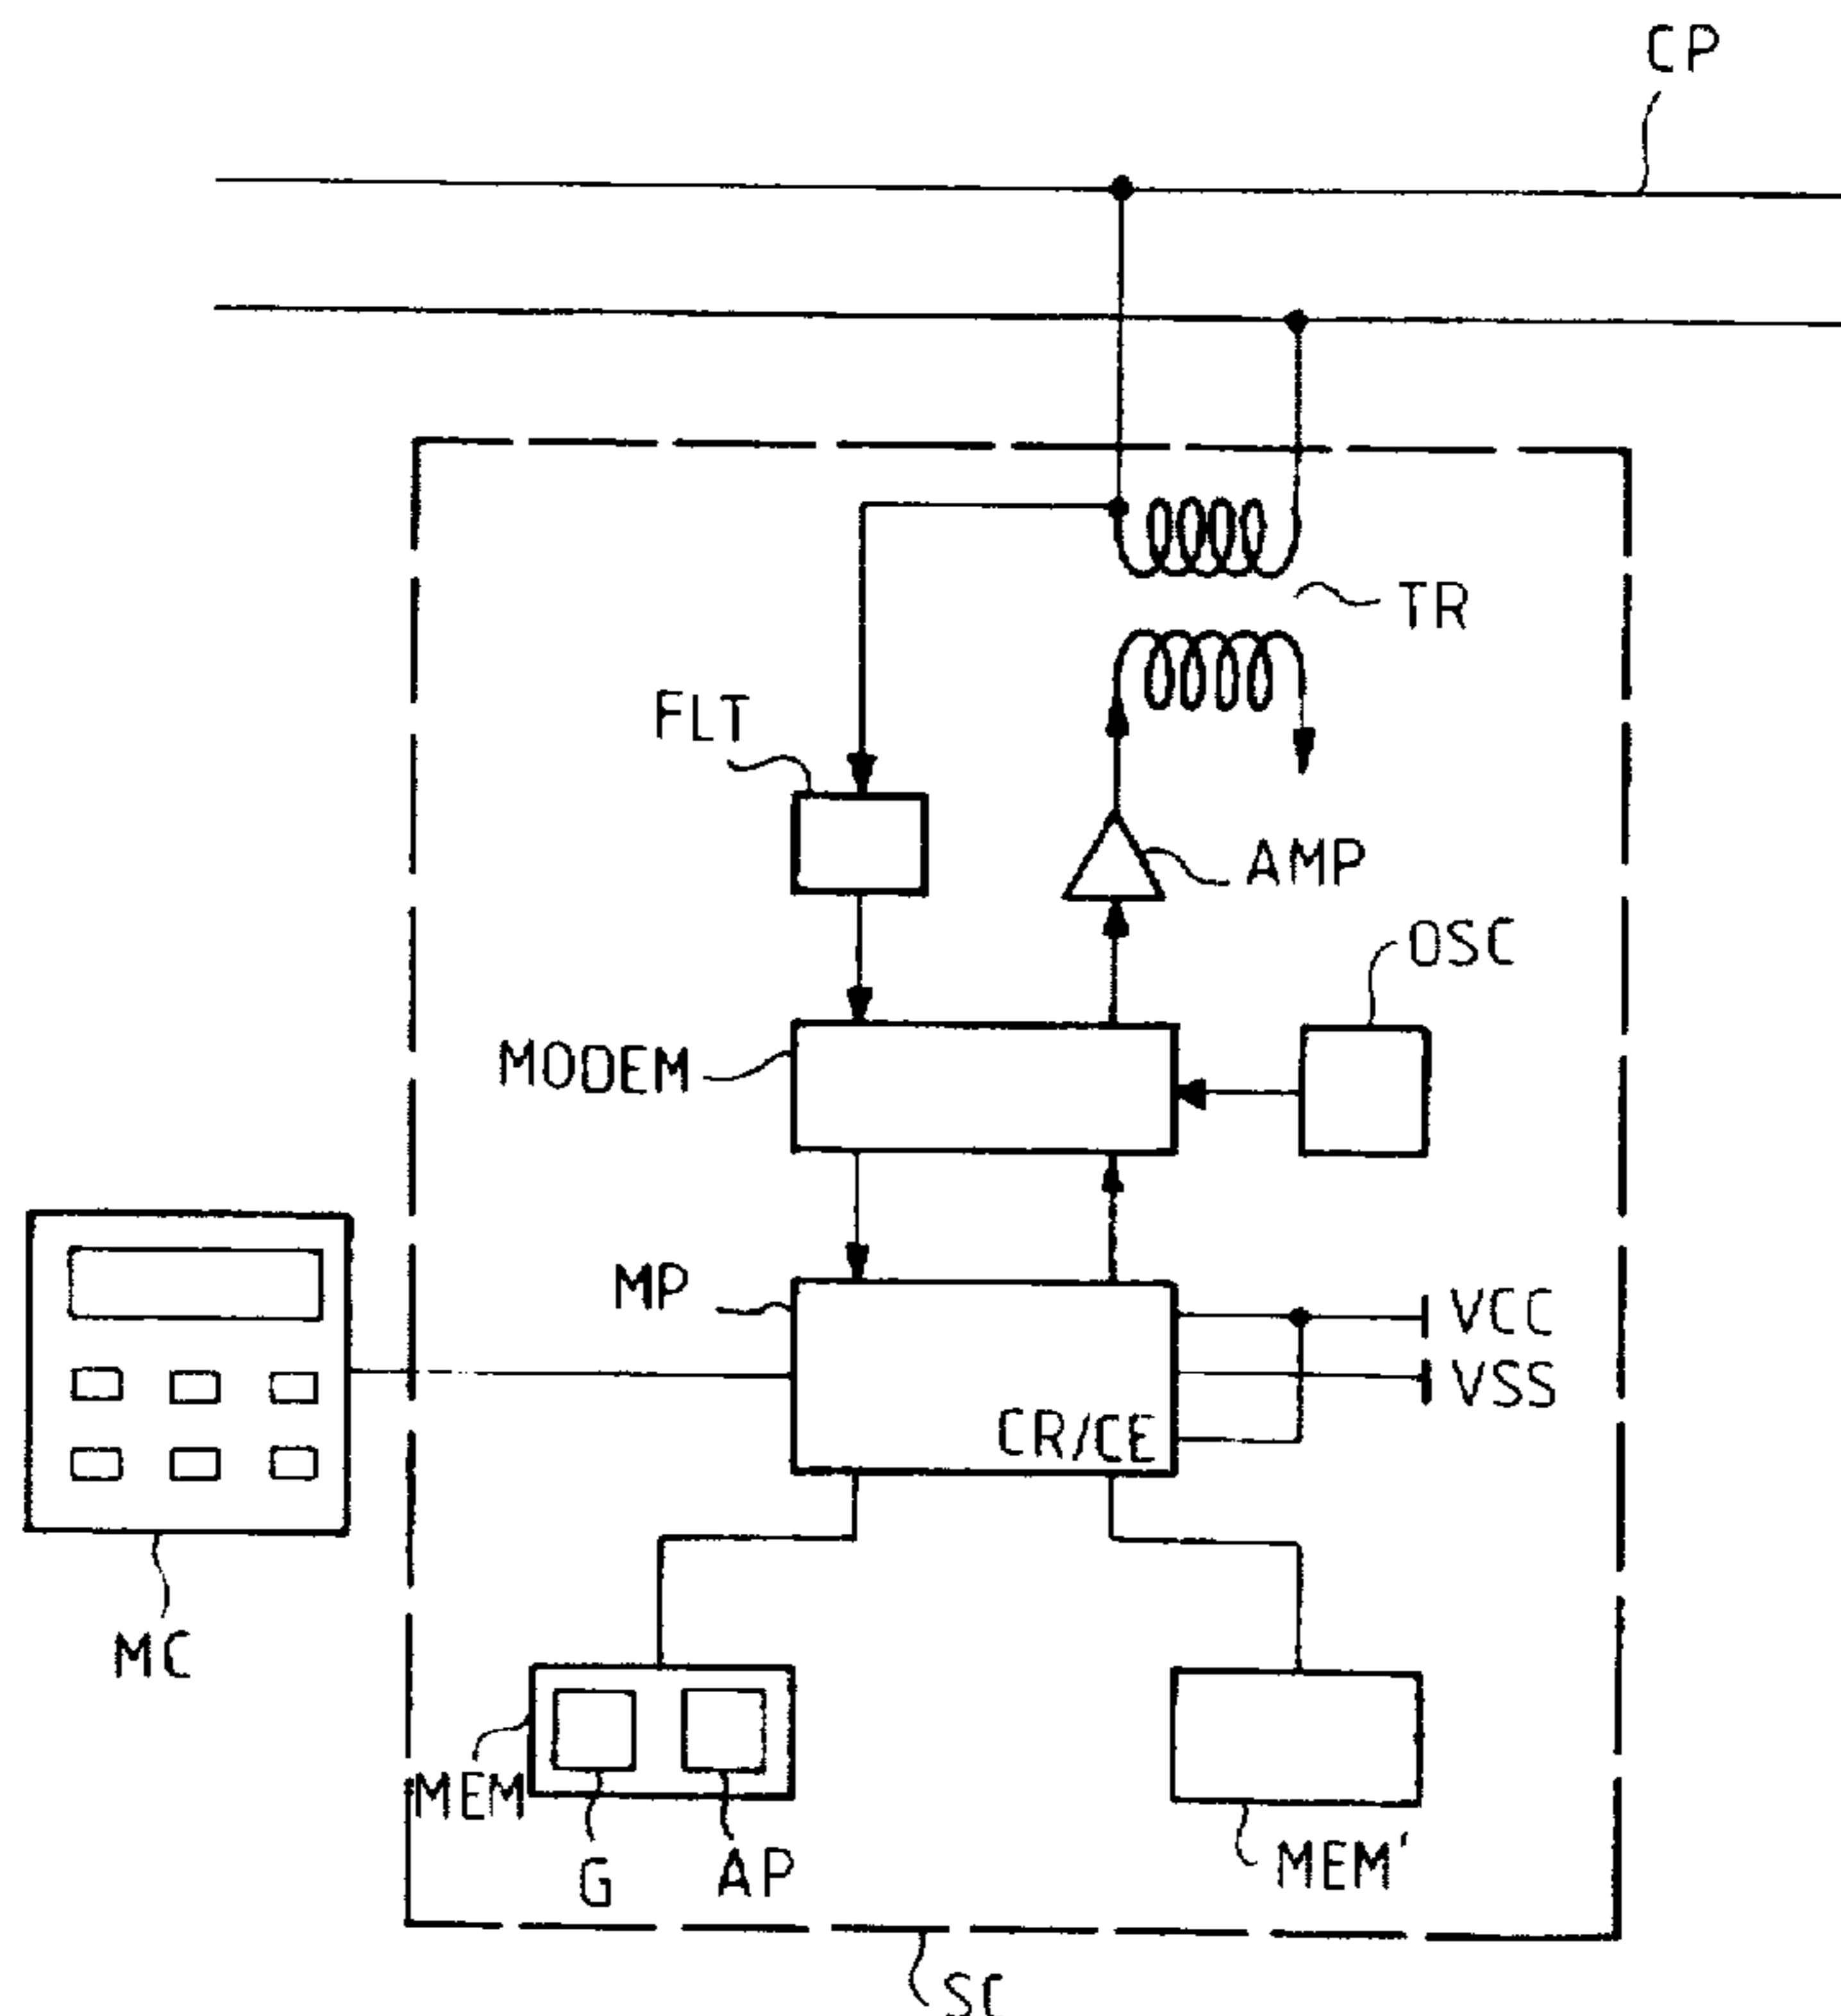 CP
TR
FLT
AMP
OSC
MODEM
MP
VCC
VSS
CR/CE
MC
MEM
G
AP
MEM'
SC